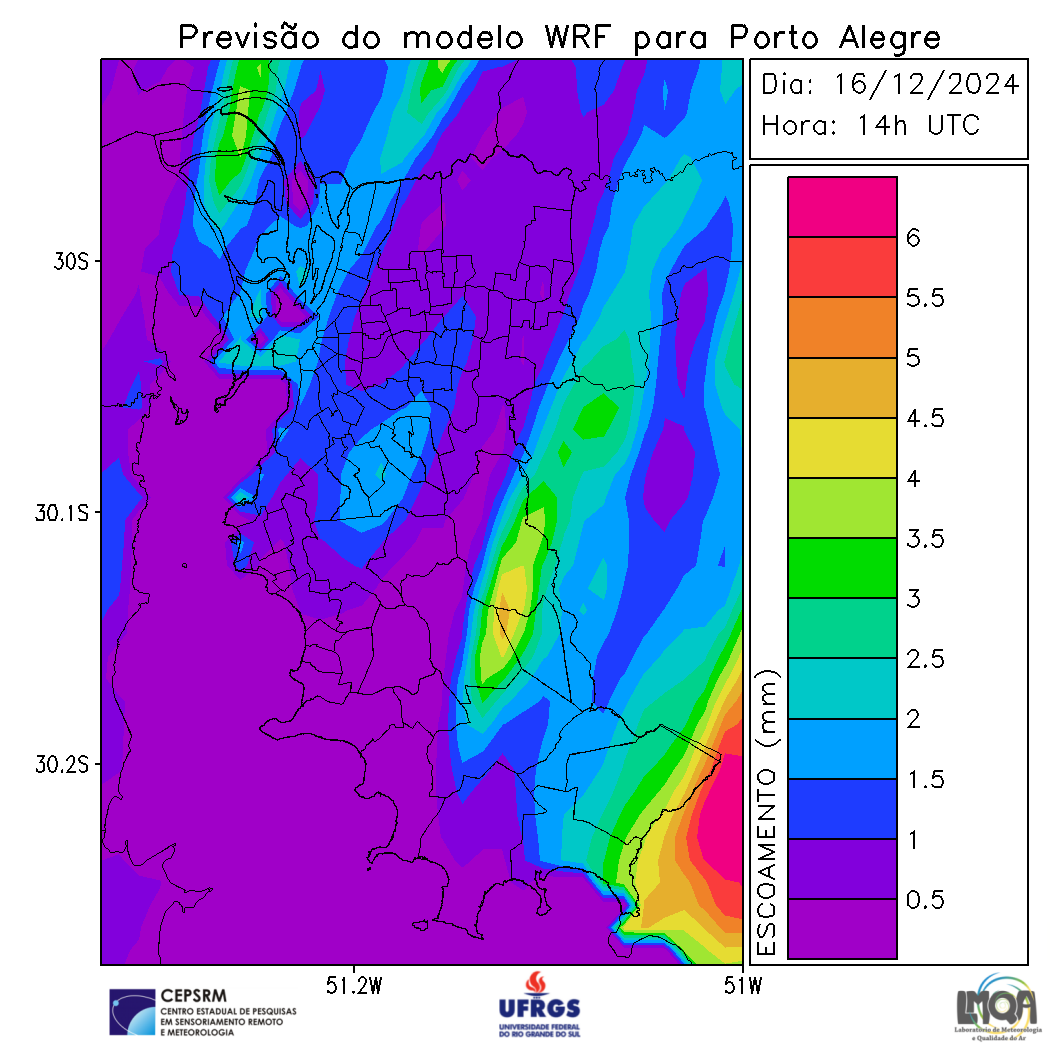 Previsão do modelo WRF para Porto Alegre
Dia: 16/12/2024
Hora: 14h UTC
30S
30.1S
30.2S
51.2W
51W
ESCOAMENTO (mm)
6
5.5
5
4.5
4
3.5
3
2.5
2
1.5
1
0.5
CEPSRM
CENTRO ESTADUAL DE PESQUISAS
EM SENSORIAMENTO REMOTO
E METEOROLOGIA
UFRGS
UNIVERSIDADE FEDERAL
DO RIO GRANDE DO SUL
LMQA
Laboratório de Meteorologia
e Qualidade do Ar